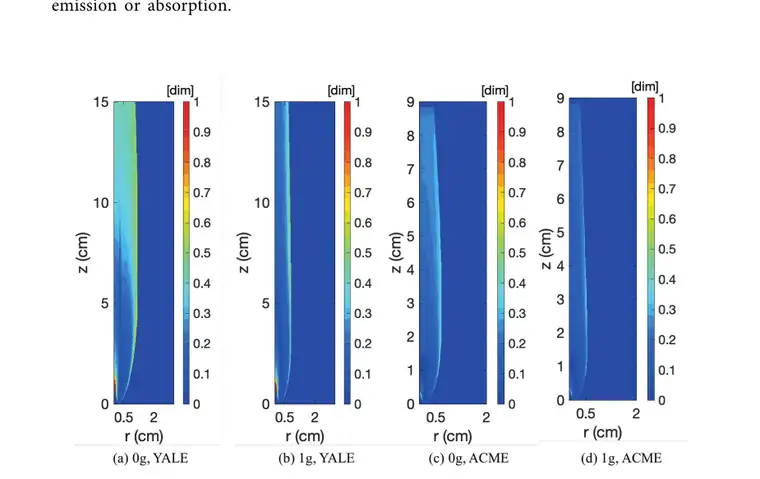 emission or absorption.
[dim] [dim] [dim] [dim]
15 1 15 1 9 1 9 1
0.9 0.9 8 0.9 8 0.9
0.8 0.8 0.8 0.8
7 7
0.7 0.7 0.7 0.7
10 10 6 6
0.6 0.6 0.6 0.6
z (cm) z (cm) z (cm) 5 z (cm) 5
0.5 0.5 0.5 0.5
4 4
0.4 0.4 0.4 0.4
5 5 3 3
0.3 0.3 0.3 0.3
2 2
0.2 0.2 0.2 0.2
1 1
0.1 0.1 0.1 0.1
0 0 0 0 0 0 0 0
0.5 2 0.5 2 0.5 2 0.5 2
r (cm) r (cm) r (cm) r (cm)
(a) 0g, YALE (b) 1g, YALE (c) 0g, ACME (d) 1g, ACME